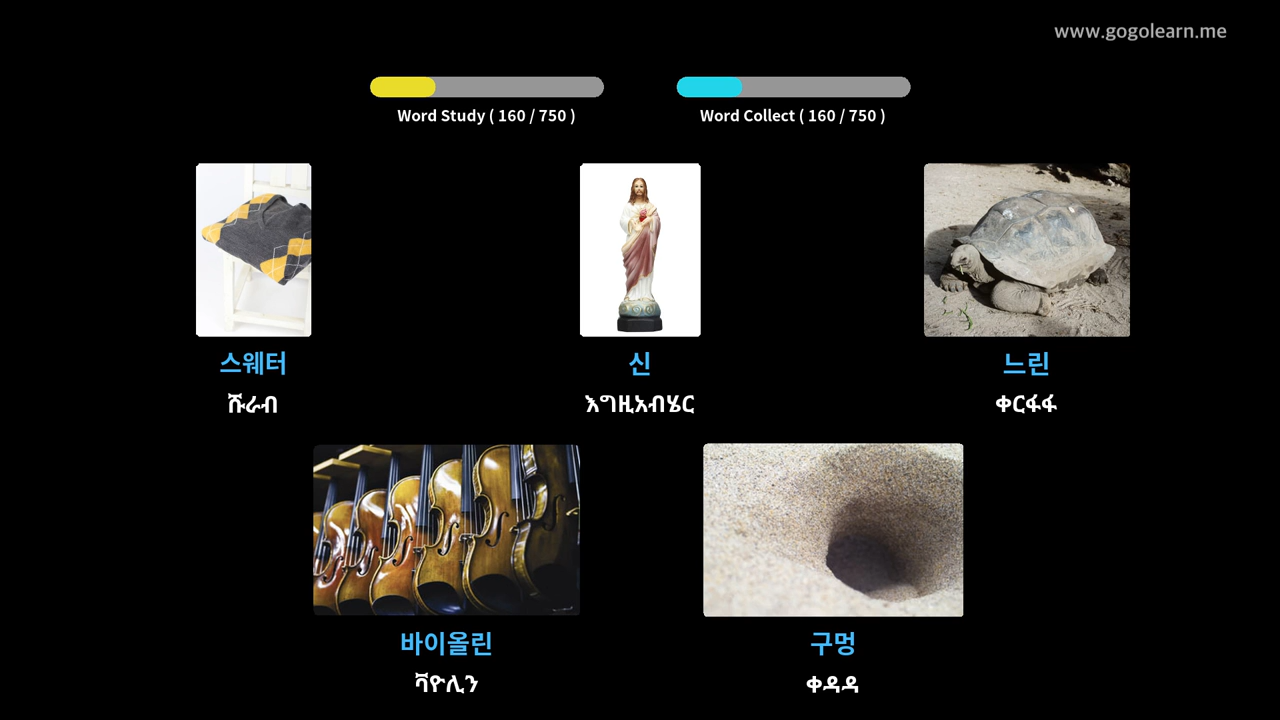 www.gogolearn.me
Word Study ( 160 / 750 )
Word Collect ( 160 / 750 )
스웨터
ሹራብ
신
እግዚአብሄር
느린
ቀርፋፋ
바이올린
ቫዮሊን
구멍
ቀዳዳ